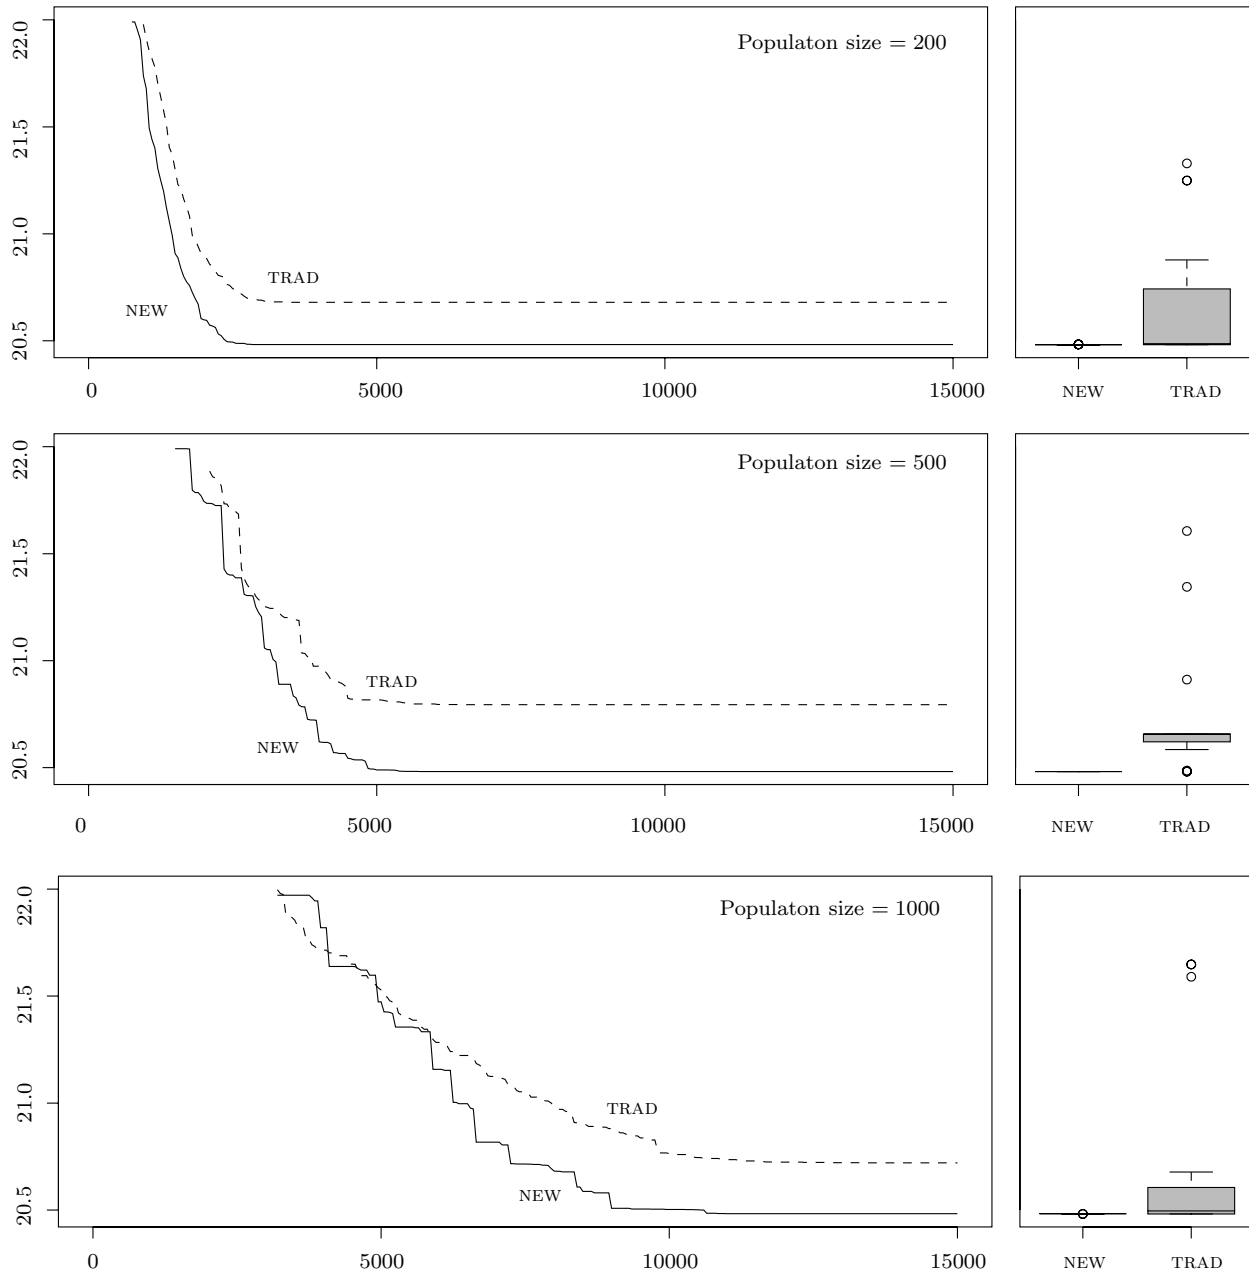 22.0
Populaton size = 200
21.5
21.0
TRAD
NEW
20.5
0 5000 10000 15000 NEW TRAD
22.0
Populaton size = 500
21.5
21.0
TRAD
NEW
20.5
0 5000 10000 15000 NEW TRAD
22.0
Populaton size = 1000
21.5
21.0
TRAD
NEW
20.5
0 5000 10000 15000 NEW TRAD